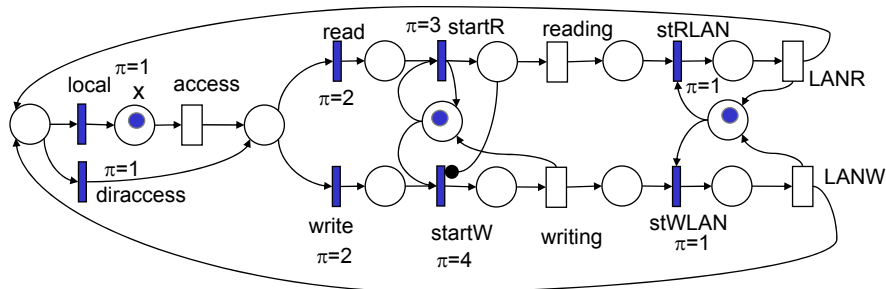 read
π=3
startR
reading
stRLAN
local
π=1
x
access
π=2
π=1
LANR
π=1
diraccess
write
π=2
startW
π=4
writing
stWLAN
π=1
LANW